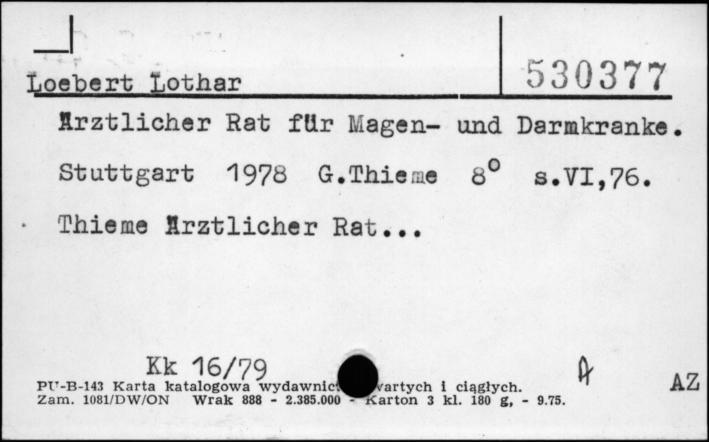 Loebert Lothar
530377
Ärztlicher Rat für Magen- und Darmkranke.
Stuttgart 1978 G.Thieme 8° s.VI,76.
Thieme Ärztlicher Rat...
Kk 16/79
AZ
PU-B-143 Karta katalogowa wydawnict wartych i ciągłych.
Zam. 1081/DW/ON Wrak 888 - 2.385.000 - Karton 3 kl. 180 g, - 9.75.